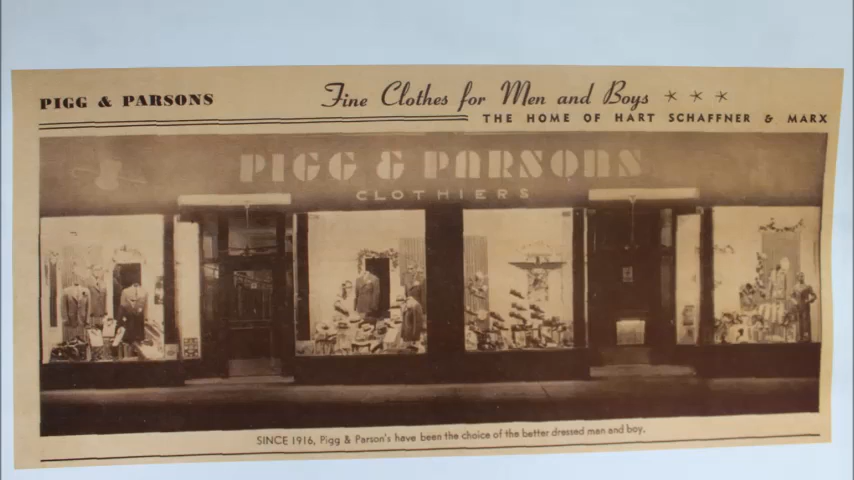 PIGG & PARSONS
Fine Clothes for Men and Boys
THE HOME OF HART SCHAFFNER & MARX
PIGG & PARSONS
CLOTHIERS
SINCE 1916, Pigg & Parson's have been the choice of the better dressed man and boy.